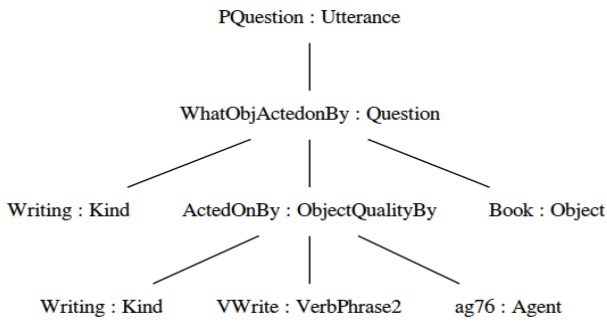 PQuestion : Utterance
WhatObjActedonBy : Question
Writing : Kind ActedOnBy : ObjectQualityBy Book : Object
Writing : Kind VWrite : VerbPhrase2 ag76 : Agent